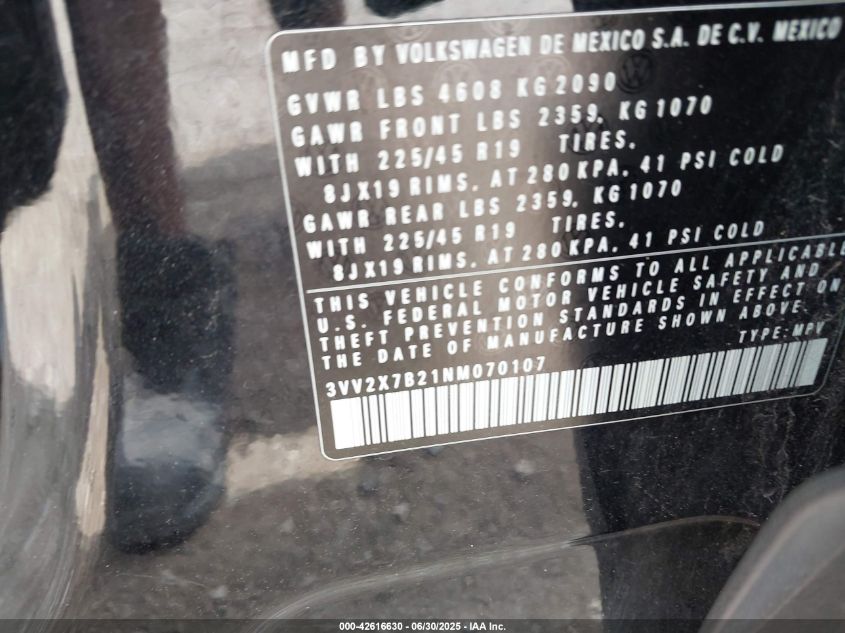 MFD BY VOLKSWAGEN DE MEXICO S.A. DE C.V. MEXICO
GVWR LBS 4608 KG 2090
GAWR FRONT LBS 2359, KG 1070
WITH 225/45 R19 TIRES,
8JX19 RIMS, AT 280 KPA, 41 PSI COLD
GAWR REAR LBS 2359, KG 1070
WITH 225/45 R19 TIRES,
8JX19 RIMS, AT 280 KPA, 41 PSI COLD
THIS VEHICLE CONFORMS TO ALL APPLICABLE
U.S. FEDERAL MOTOR VEHICLE SAFETY AND
THEFT PREVENTION STANDARDS IN EFFECT ON
THE DATE OF MANUFACTURE SHOWN ABOVE
TYPE: MPV
3VV2X7B21NM070107
000-42616630 - 06/30/2025 - IAA Inc.